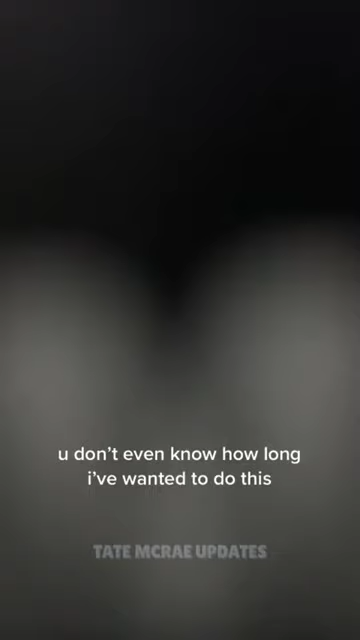 u don’t even know how long
i’ve wanted to do this
TATE MCRAE UPDATES